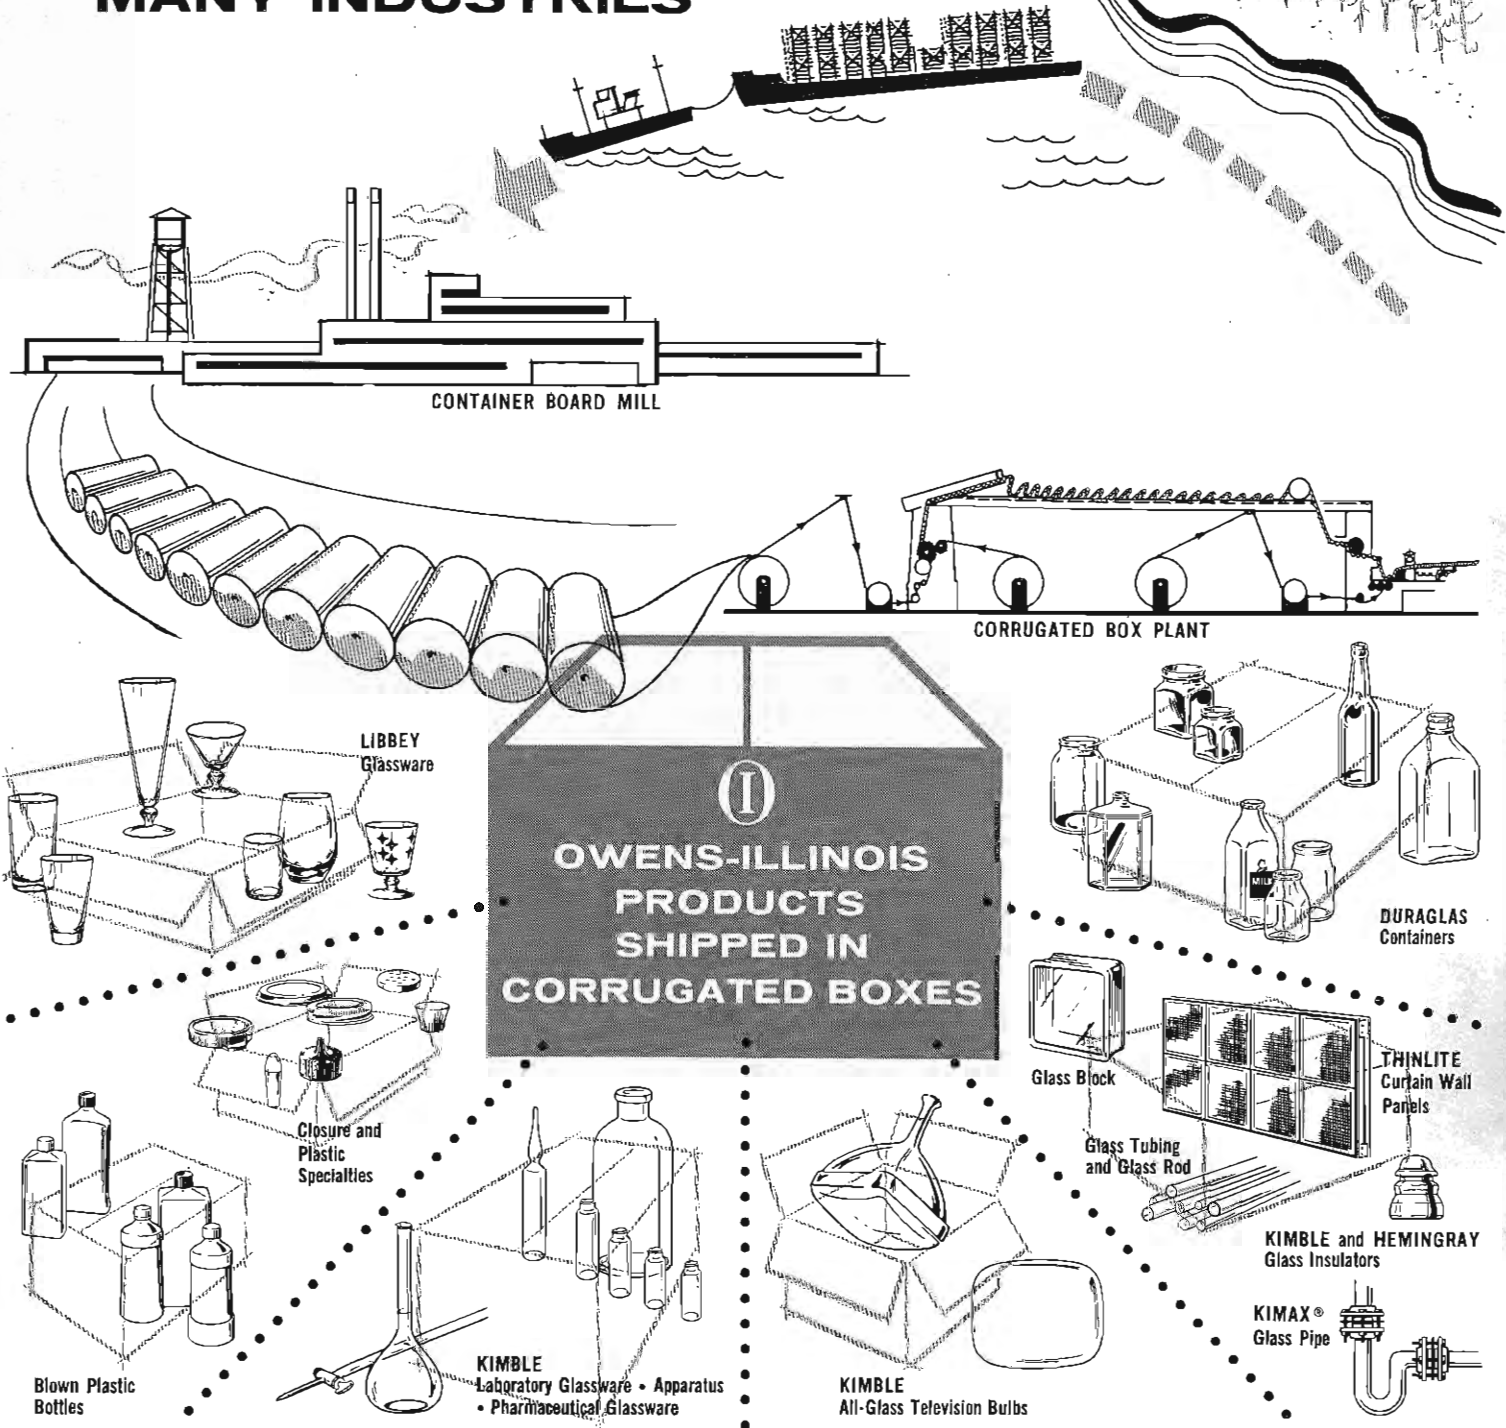 MANY INDUSTRIES
CONTAINER BOARD MILL
CORRUGATED BOX PLANT
LIBBEY
Glassware
OWENS-ILLINOIS
PRODUCTS
SHIPPED IN
CORRUGATED BOXES
MILK
DURAGLAS
Containers
Glass Block
THINLITE
Curtain Wall
Panels
Glass Tubing
and Glass Rod
KIMBLE and HEMINGRAY
Glass Insulators
KIMAX®
Glass Pipe
Closure and
Plastic
Specialties
Blown Plastic
Bottles
KIMBLE
Laboratory Glassware • Apparatus
• Pharmaceutical Glassware
KIMBLE
All-Glass Television Bulbs